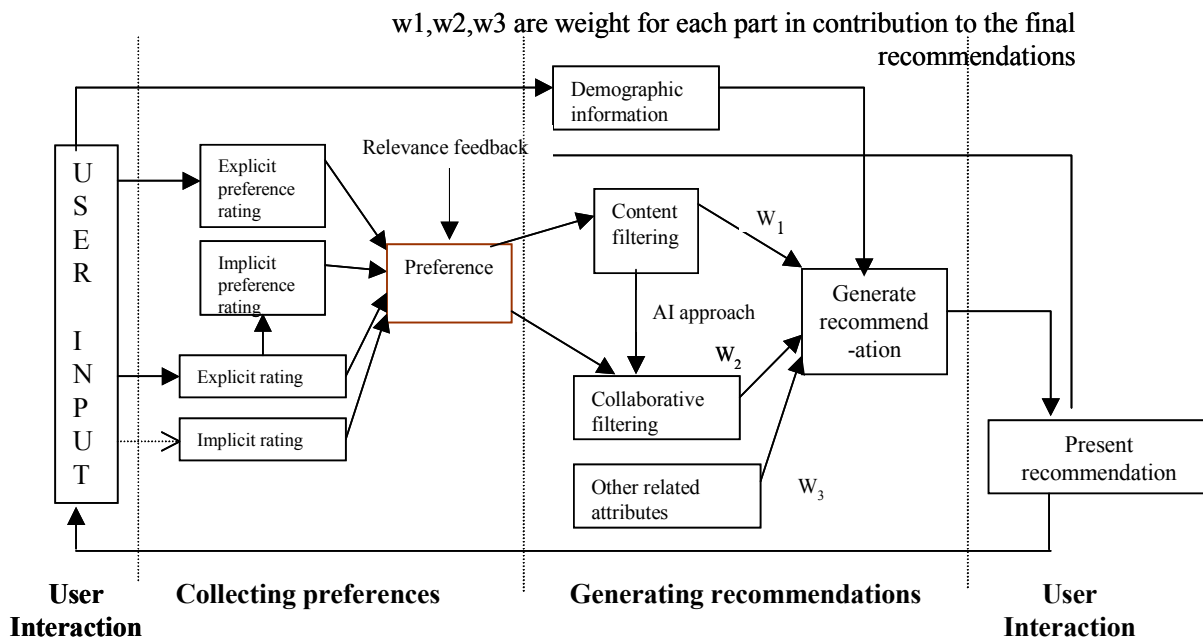 w1,w2,w3 are weight for each part in contribution to the final
recommendations
Demographic
information
Relevance feedback
USER INPUT
Explicit
preference
rating
Implicit
preference
rating
Explicit rating
Implicit rating
Preference
Content
filtering
W1
AI approach
W2
Collaborative
filtering
Other related
attributes
W3
Generate
recommend
-ation
Present
recommendation
User
Interaction
Collecting preferences
Generating recommendations
User
Interaction